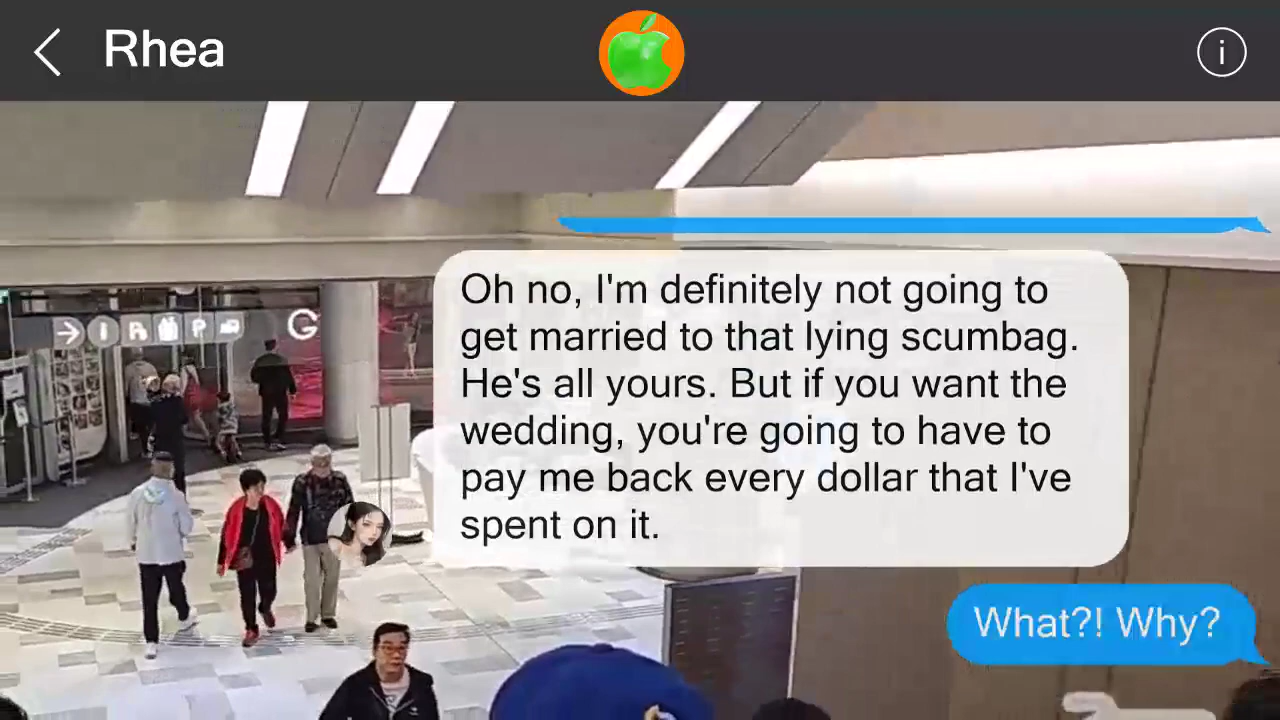 Rhea
i
Oh no, I'm definitely not going to
get married to that lying scumbag.
He's all yours. But if you want the
wedding, you're going to have to
pay me back every dollar that I've
spent on it.
What?! Why?